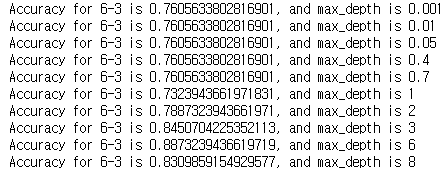 Accuracy for 6-3 is 0.7605633802816901, and max_depth is 0.001
Accuracy for 6-3 is 0.7605633802816901, and max_depth is 0.01
Accuracy for 6-3 is 0.7605633802816901, and max_depth is 0.05
Accuracy for 6-3 is 0.7605633802816901, and max_depth is 0.4
Accuracy for 6-3 is 0.7605633802816901, and max_depth is 0.7
Accuracy for 6-3 is 0.7323943661971831, and max_depth is 1
Accuracy for 6-3 is 0.7887323943661971, and max_depth is 2
Accuracy for 6-3 is 0.8450704225352113, and max_depth is 3
Accuracy for 6-3 is 0.8873239436619719, and max_depth is 6
Accuracy for 6-3 is 0.8309859154929577, and max_depth is 8